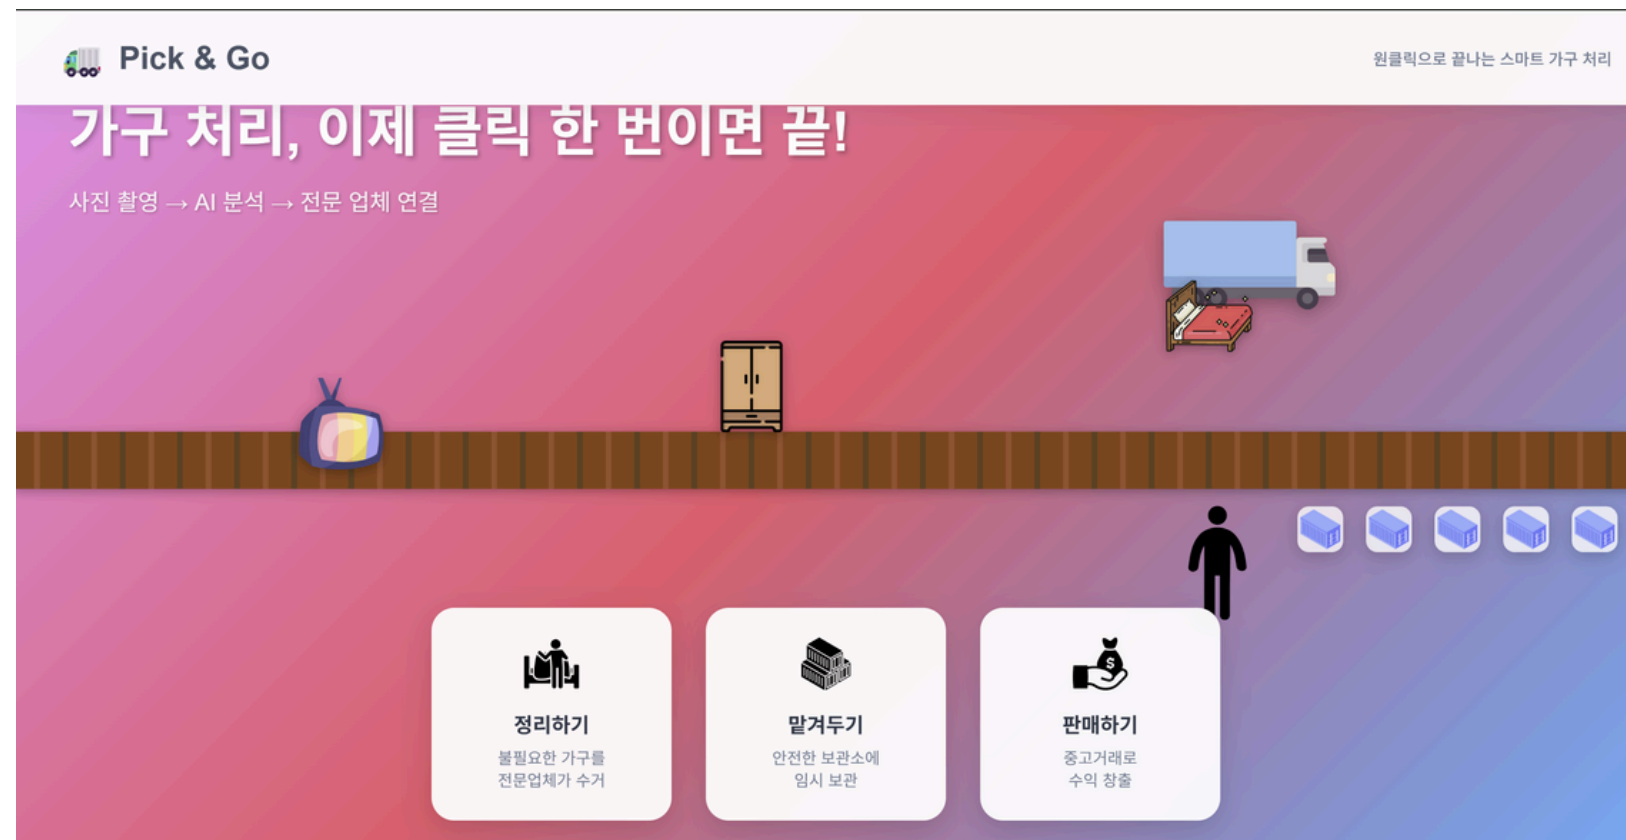 Pick & Go
원클릭으로 끝나는 스마트 가구 처리
가구 처리, 이제 클릭 한 번이면 끝!
사진 촬영 → AI 분석 → 전문 업체 연결
정리하기
불필요한 가구를
전문업체가 수거
맡겨두기
안전한 보관소에
임시 보관
판매하기
중고거래로
수익 창출